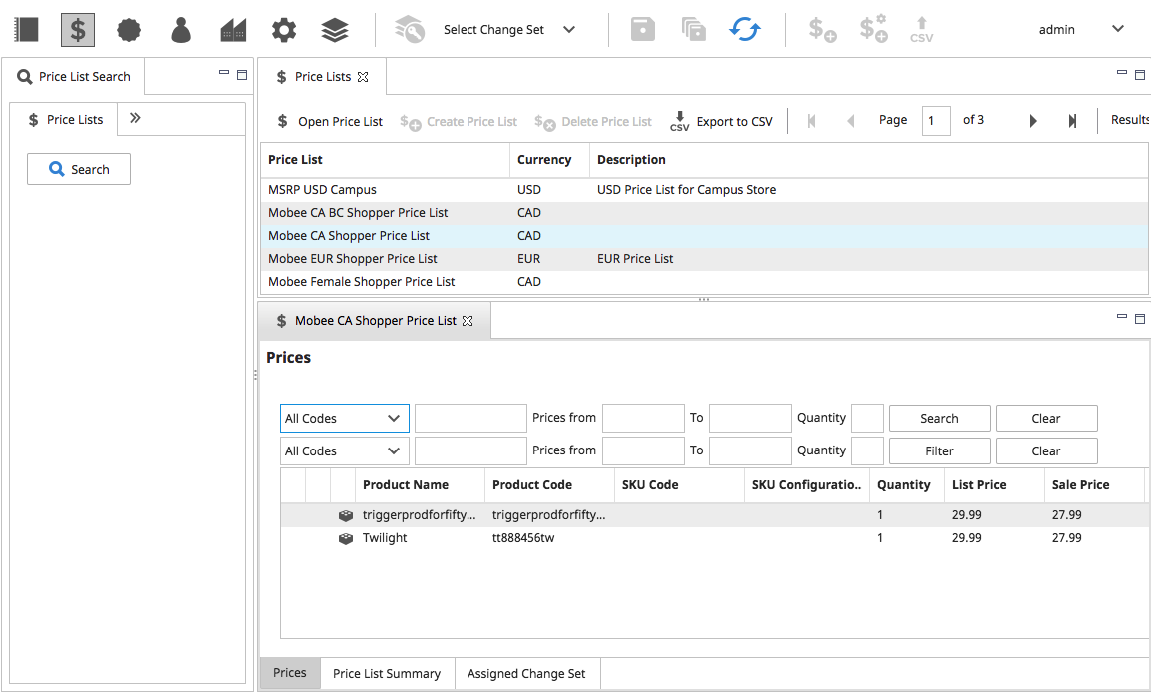 Select Change Set
CSV
admin
Price List Search
$ Price Lists
Search
$ Price Lists
$ Open Price List
Create Price List
Delete Price List
CSV Export to CSV
Page 1 of 3
Results
Price List Currency Description
MSRP USD Campus USD USD Price List for Campus Store
Mobee CA BC Shopper Price List CAD
Mobee CA Shopper Price List CAD
Mobee EUR Shopper Price List EUR EUR Price List
Mobee Female Shopper Price List CAD
$ Mobee CA Shopper Price List
Prices
All Codes Prices from To Quantity Search Clear
All Codes Prices from To Quantity Filter Clear
Product Name Product Code SKU Code SKU Configuratio.. Quantity List Price Sale Price
triggerprodforfifty.. triggerprodforfifty... 1 29.99 27.99
Twilight tt888456tw 1 29.99 27.99
Prices Price List Summary Assigned Change Set